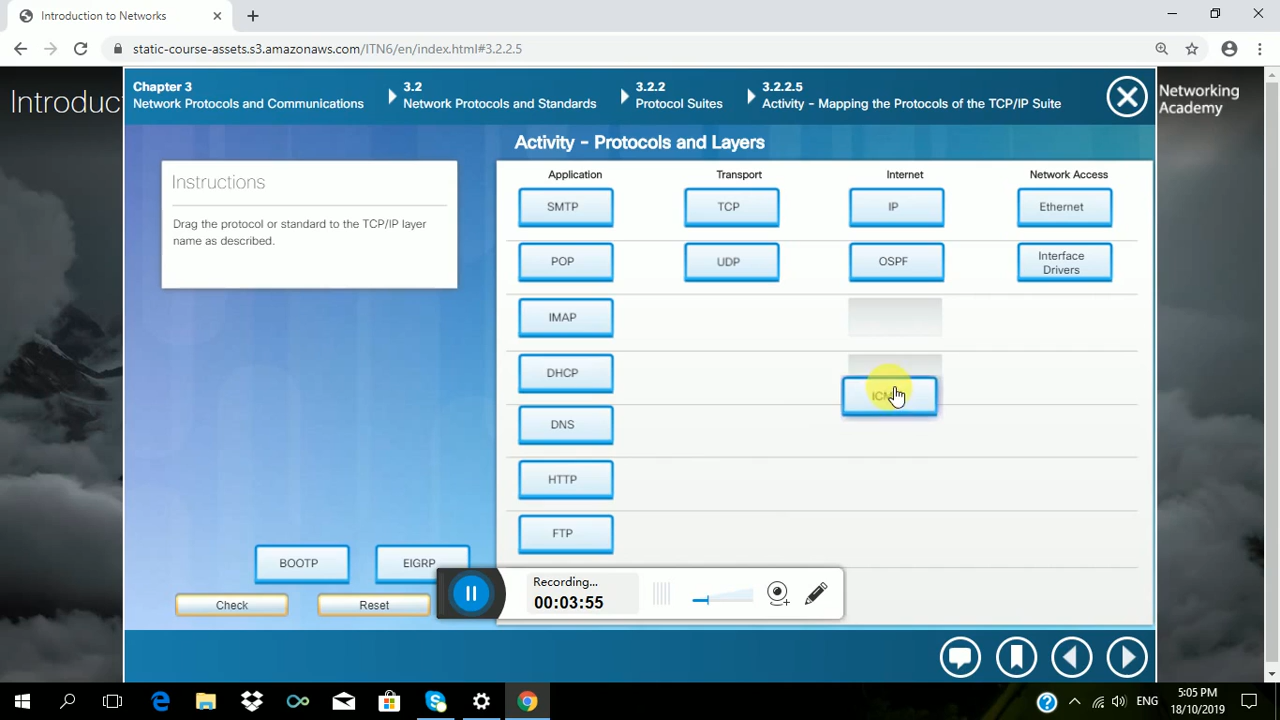 Introduction to Networks
static-course-assets.s3.amazonaws.com/ITN6/en/index.html#3.2.2.5
Introduc
Chapter 3
Network Protocols and Communications
3.2
Network Protocols and Standards
3.2.2
Protocol Suites
3.2.2.5
Activity - Mapping the Protocols of the TCP/IP Suite
Networking
Academy
Activity - Protocols and Layers
Instructions
Drag the protocol or standard to the TCP/IP layer
name as described.
Application Transport Internet Network Access
SMTP TCP IP Ethernet
POP UDP OSPF Interface
Drivers
IMAP
DHCP
DNS
HTTP
FTP
BOOTP EIGRP
Check Reset
Recording...
00:03:55
ENG
5:05 PM
18/10/2019